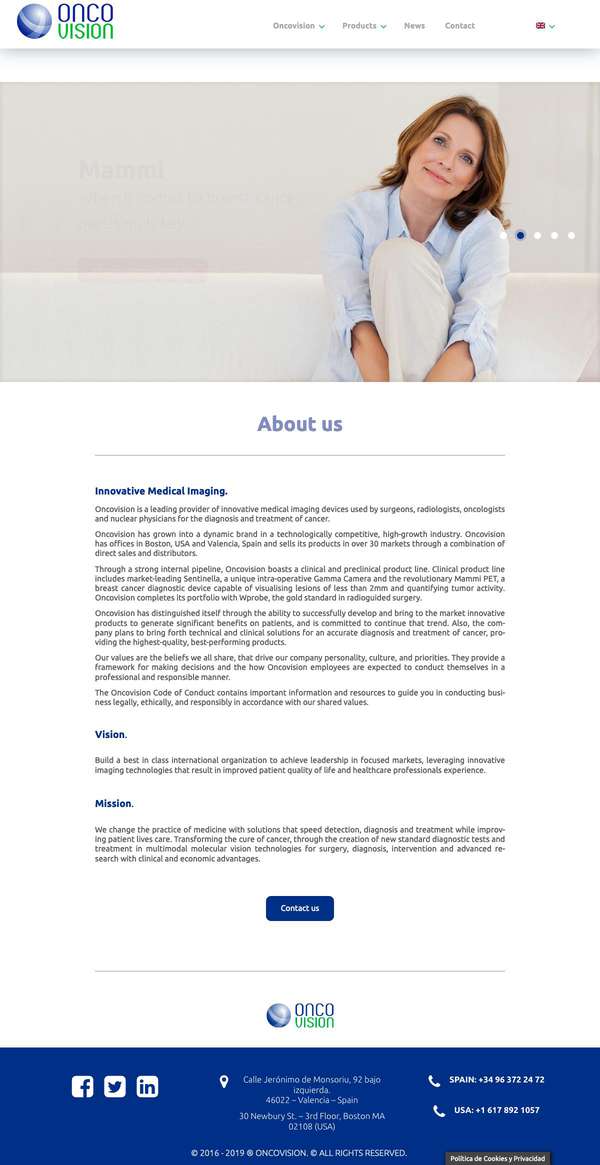 ONCO
VISION
Oncovision
Products
News
Contact
Mammi
About us
Innovative Medical Imaging.
Oncovision is a leading provider of innovative medical imaging devices used by surgeons, radiologists, oncologists
and nuclear physicians for the diagnosis and treatment of cancer.
Oncovision has grown into a dynamic brand in a technologically competitive, high-growth industry. Oncovision
has offices in Boston, USA and Valencia, Spain and sells its products in over 30 markets through a combination of
direct sales and distributors.
Through a strong internal pipeline, Oncovision boasts a clinical and preclinical product line. Clinical product line
includes market-leading Sentinella, a unique intra-operative Gamma Camera and the revolutionary Mammi PET, a
breast cancer diagnostic device capable of visualising lesions of less than 2mm and quantifying tumor activity.
Oncovision completes its portfolio with Wprobe, the gold standard in radioguided surgery.
Oncovision has distinguished itself through the ability to successfully develop and bring to the market innovative
products to generate significant benefits on patients, and is committed to continue that trend. Also, the com-
pany plans to bring forth technical and clinical solutions for an accurate diagnosis and treatment of cancer, pro-
viding the highest-quality, best-performing products.
Our values are the beliefs we all share, that drive our company personality, culture, and priorities. They provide a
framework for making decisions and the how Oncovision employees are expected to conduct themselves in a
professional and responsible manner.
The Oncovision Code of Conduct contains important information and resources to guide you in conducting busi-
ness legally, ethically, and responsibly in accordance with our shared values.
Vision.
Build a best in class international organization to achieve leadership in focused markets, leveraging innovative
imaging technologies that result in improved patient quality of life and healthcare professionals experience.
Mission.
We change the practice of medicine with solutions that speed detection, diagnosis and treatment while improv-
ing patient lives care. Transforming the cure of cancer, through the creation of new standard diagnostic tests and
treatment in multimodal molecular vision technologies for surgery, diagnosis, intervention and advanced re-
search with clinical and economic advantages.
Contact us
ONCO
VISION
Calle Jerónimo de Monsoriu, 92 bajo
izquierda.
46022 – Valencia – Spain
30 Newbury St. – 3rd Floor, Boston MA
02108 (USA)
SPAIN: +34 96 372 24 72
USA: +1 617 892 1057
© 2016 - 2019 ® ONCOVISION. © ALL RIGHTS RESERVED.
Política de Cookies y Privacidad